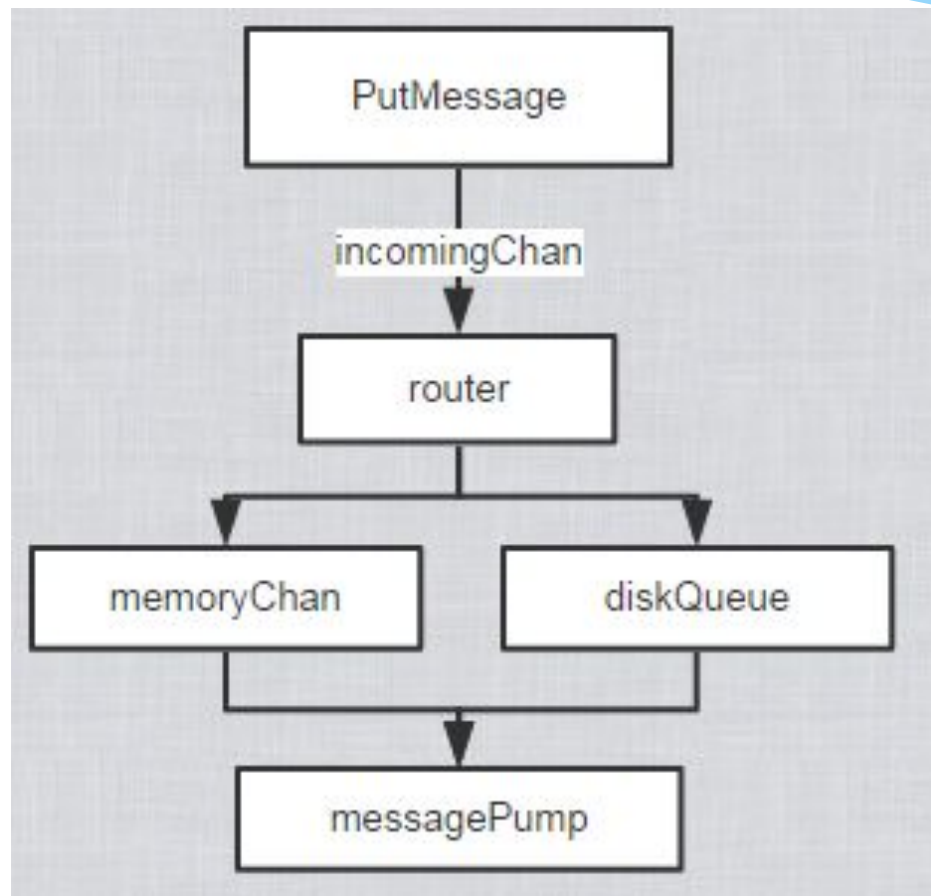 PutMessage
incomingChan
router
memoryChan
diskQueue
messagePump